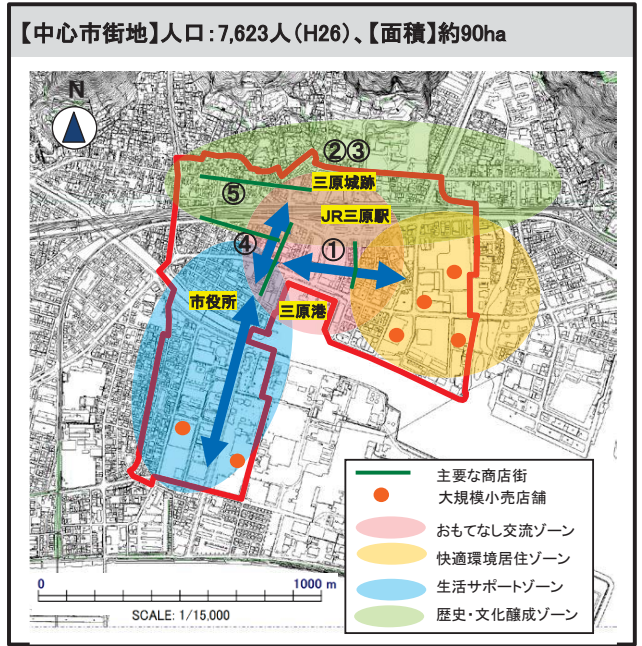 【中心市街地】人口：7,623人（H26）、【面積】約90ha
N
②③
⑤
三原城跡
JR三原駅
④
①
市役所
三原港
主要な商店街
大規模小売店舗
おもてなし交流ゾーン
快適環境居住ゾーン
生活サポートゾーン
歴史・文化醸成ゾーン
0 1000 m
SCALE: 1/15,000